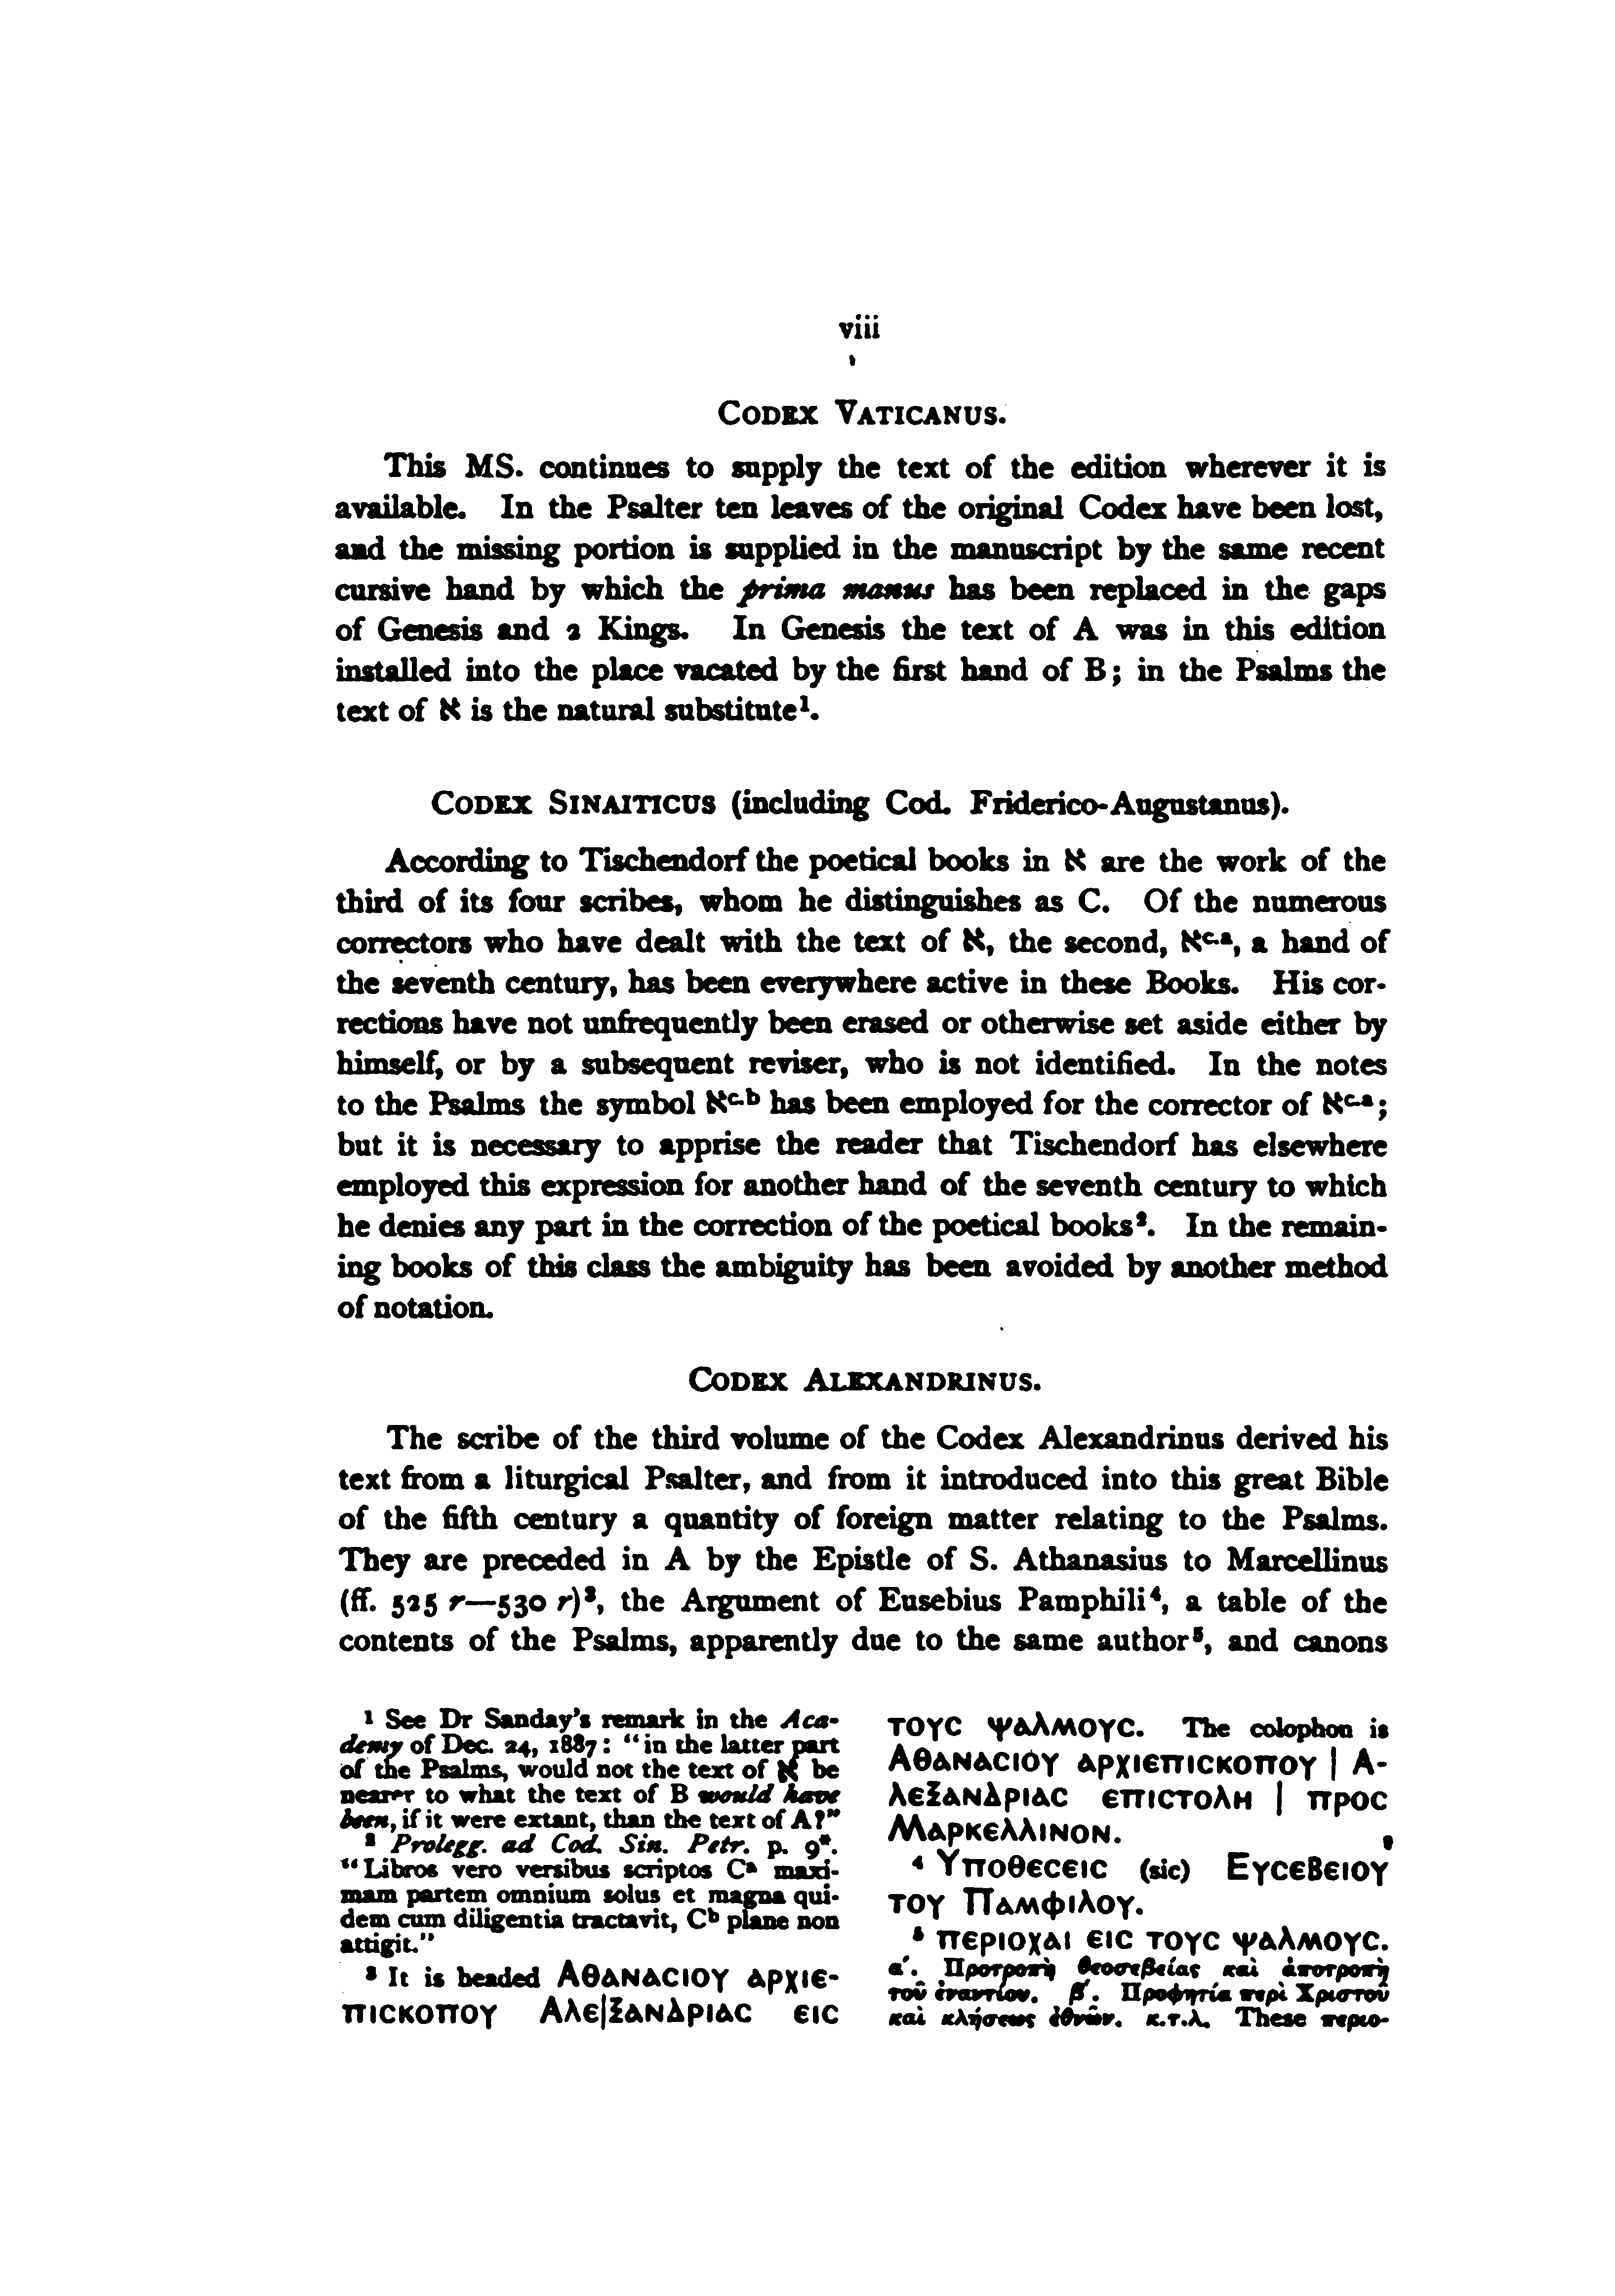 viii
CODEX VATICANUS.
This MS. continues to supply the text of the edition wherever it is
available. In the Psalter ten leaves of the original Codex have been lost,
and the missing portion is supplied in the manuscript by the same recent
cursive hand by which the prima manus has been replaced in the gaps
of Genesis and 2 Kings. In Genesis the text of A was in this edition
installed into the place vacated by the first hand of B; in the Psalms the
text of א is the natural substitute¹.
CODEX SINAITICUS (including Cod. Friderico-Augustanus).
According to Tischendorf the poetical books in א are the work of the
third of its four scribes, whom he distinguishes as C. Of the numerous
correctors who have dealt with the text of א, the second, אᶜ·ᵃ, a hand of
the seventh century, has been everywhere active in these Books. His cor-
rections have not unfrequently been erased or otherwise set aside either by
himself, or by a subsequent reviser, who is not identified. In the notes
to the Psalms the symbol אᶜ·ᵇ has been employed for the corrector of אᶜ·ᵃ;
but it is necessary to apprise the reader that Tischendorf has elsewhere
employed this expression for another hand of the seventh century to which
he denies any part in the correction of the poetical books². In the remain-
ing books of this class the ambiguity has been avoided by another method
of notation.
CODEX ALEXANDRINUS.
The scribe of the third volume of the Codex Alexandrinus derived his
text from a liturgical Psalter, and from it introduced into this great Bible
of the fifth century a quantity of foreign matter relating to the Psalms.
They are preceded in A by the Epistle of S. Athanasius to Marcellinus
(ff. 525 r—530 r)³, the Argument of Eusebius Pamphili⁴, a table of the
contents of the Psalms, apparently due to the same author⁵, and canons
¹ See Dr Sanday's remark in the Aca-
demy of Dec. 24, 1887: "in the latter part
of the Psalms, would not the text of א be
nearer to what the text of B would have
been, if it were extant, than the text of A?"
² Prolegg. ad Cod. Sin. Petr. p. 9*.
"Libros vero versibus scriptos Cᵃ maxi-
mam partem omnium solus et magna qui-
dem cum diligentia tractavit, Cᵇ plane non
attigit."
³ It is headed ΑΘΑΝΑCΙΟΥ ΑΡΧΙΕ-
ΠΙCΚΟΠΟΥ ΑΛΕ|ΞΑΝΔΡΙΑC ΕΙC
ΤΟΥC ΨΑΛΜΟΥC. The colophon is
ΑΘΑΝΑCΙΟΥ ΑΡΧΙΕΠΙCΚΟΠΟΥ | Α-
ΛΕΞΑΝΔΡΙΑC ΕΠΙCΤΟΛΗ | ΠΡΟC
ΜΑΡΚΕΛΛΙΝΟΝ.
⁴ ΥΠΟΘΕCΕΙC (sic) ΕΥCΕΒΕΙΟΥ
ΤΟΥ ΠΑΜΦΙΛΟΥ.
⁵ ΠΕΡΙΟΧΑΙ ΕΙC ΤΟΥC ΨΑΛΜΟΥC.
α′. Προτροπὴ θεοσεβείας καὶ ἀποτροπὴ
τοῦ ἐναντίου. β′. Προφητία περὶ Χριστοῦ
καὶ κλήσεως ἐθνῶν. κ.τ.λ. These περιο-